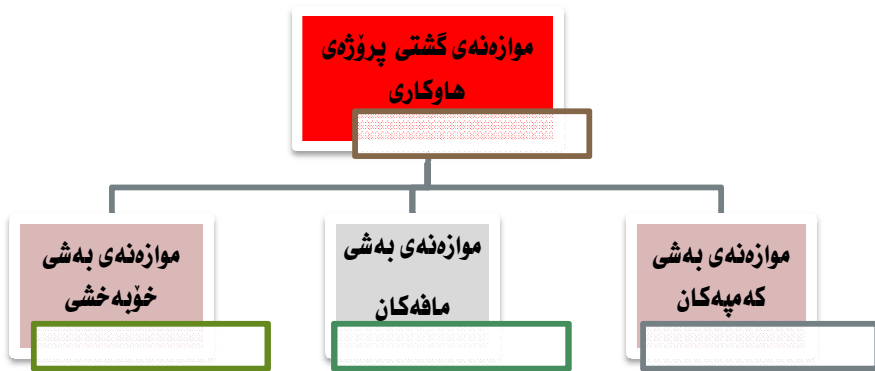 موازەنەی گشتی پرۆژەی
هاوکاری
موازەنەی بەشی
کەمپەکان
موازەنەی بەشی
مافەکان
موازەنەی بەشی
خۆبەخشی